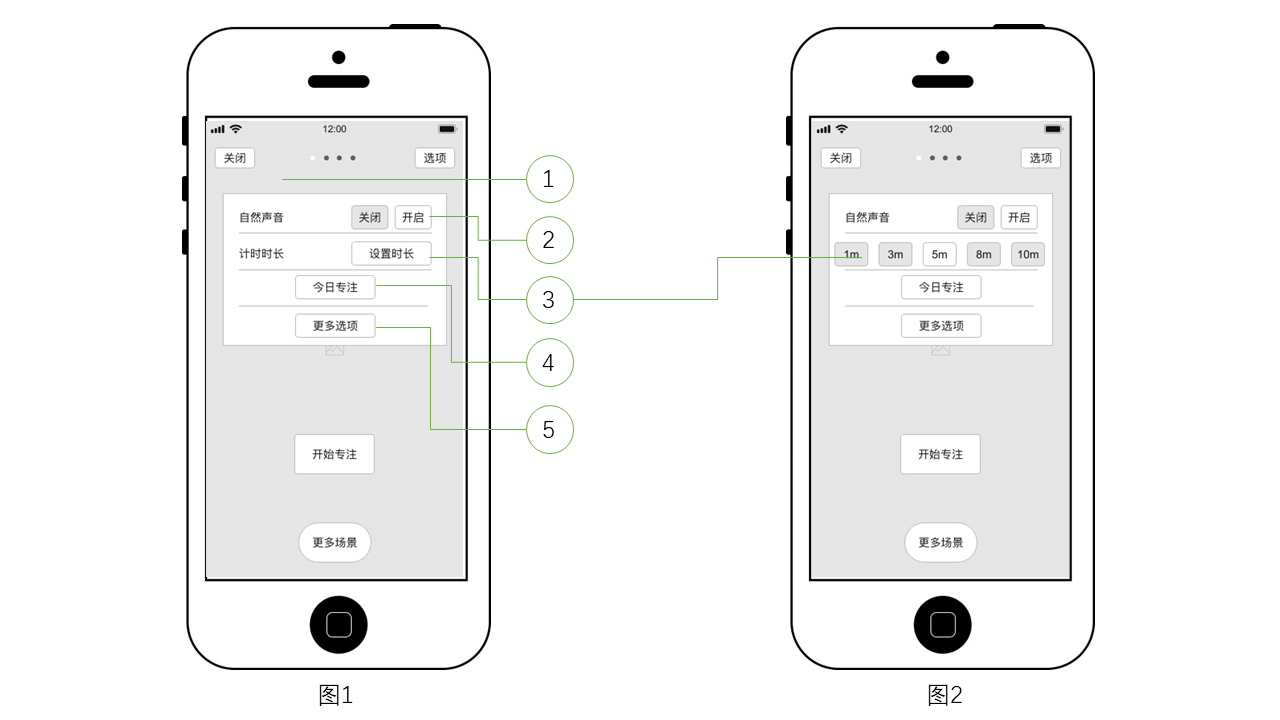 12:00
关闭
选项
自然声音
关闭
开启
计时时长
设置时长
今日专注
更多选项
开始专注
更多场景
图1
1
2
3
4
5
12:00
关闭
选项
自然声音
关闭
开启
1m
3m
5m
8m
10m
今日专注
更多选项
开始专注
更多场景
图2